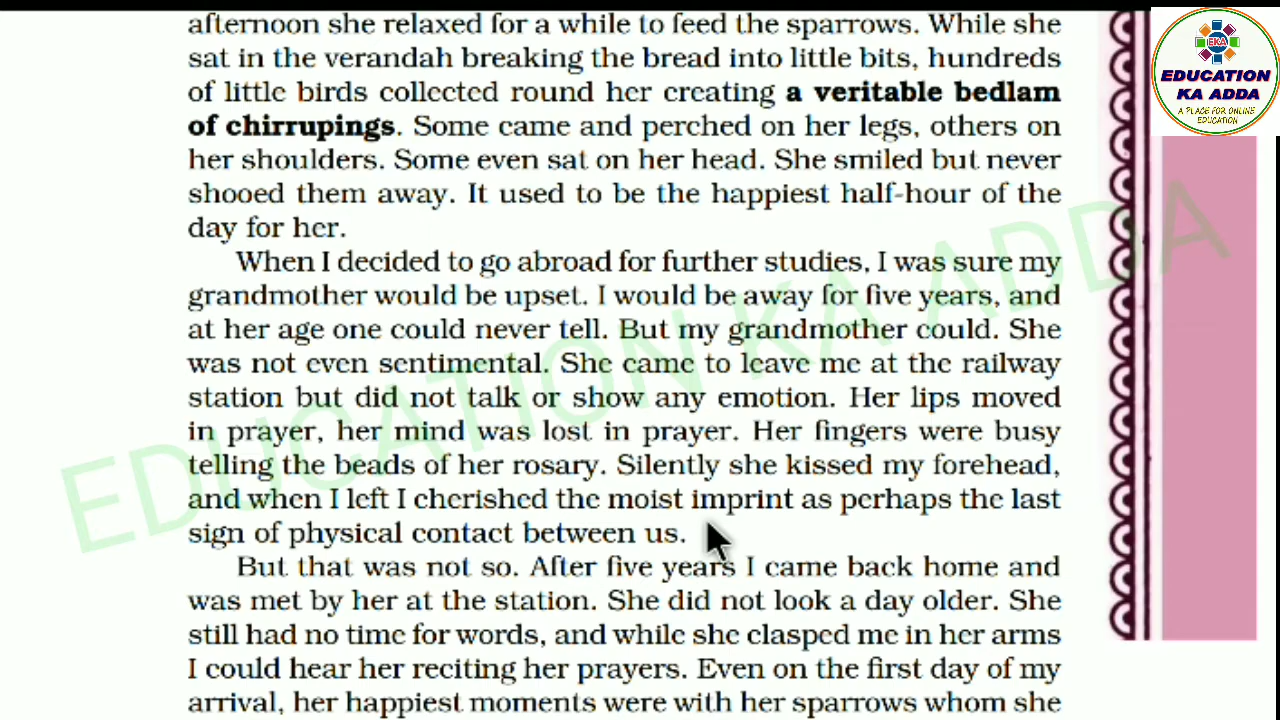 afternoon she relaxed for a while to feed the sparrows. While she
sat in the verandah breaking the bread into little bits, hundreds
of little birds collected round her creating a veritable bedlam
of chirrupings. Some came and perched on her legs, others on
her shoulders. Some even sat on her head. She smiled but never
shooed them away. It used to be the happiest half-hour of the
day for her.
When I decided to go abroad for further studies, I was sure my
grandmother would be upset. I would be away for five years, and
at her age one could never tell. But my grandmother could. She
was not even sentimental. She came to leave me at the railway
station but did not talk or show any emotion. Her lips moved
in prayer, her mind was lost in prayer. Her fingers were busy
telling the beads of her rosary. Silently she kissed my forehead,
and when I left I cherished the moist imprint as perhaps the last
sign of physical contact between us.
But that was not so. After five years I came back home and
was met by her at the station. She did not look a day older. She
still had no time for words, and while she clasped me in her arms
I could hear her reciting her prayers. Even on the first day of my
arrival, her happiest moments were with her sparrows whom she
EKA
EDUCATION
KA ADDA
A PLACE FOR ONLINE
EDUCATION
EDUCATION KA ADDA